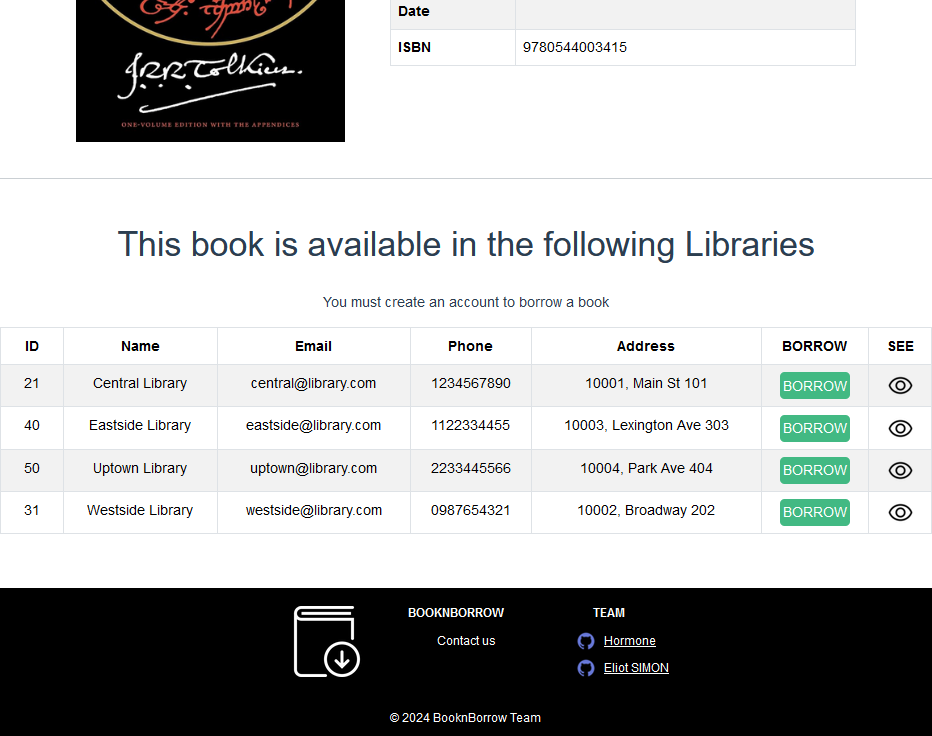 Date
ISBN 9780544003415
J.R.R. Tolkien.
ONE-VOLUME EDITION WITH THE APPENDICES
This book is available in the following Libraries
You must create an account to borrow a book
ID Name Email Phone Address BORROW SEE
21 Central Library central@library.com 1234567890 10001, Main St 101 BORROW
40 Eastside Library eastside@library.com 1122334455 10003, Lexington Ave 303 BORROW
50 Uptown Library uptown@library.com 2233445566 10004, Park Ave 404 BORROW
31 Westside Library westside@library.com 0987654321 10002, Broadway 202 BORROW
BOOKNBORROW TEAM
Contact us Hormone
Eliot SIMON
© 2024 BooknBorrow Team